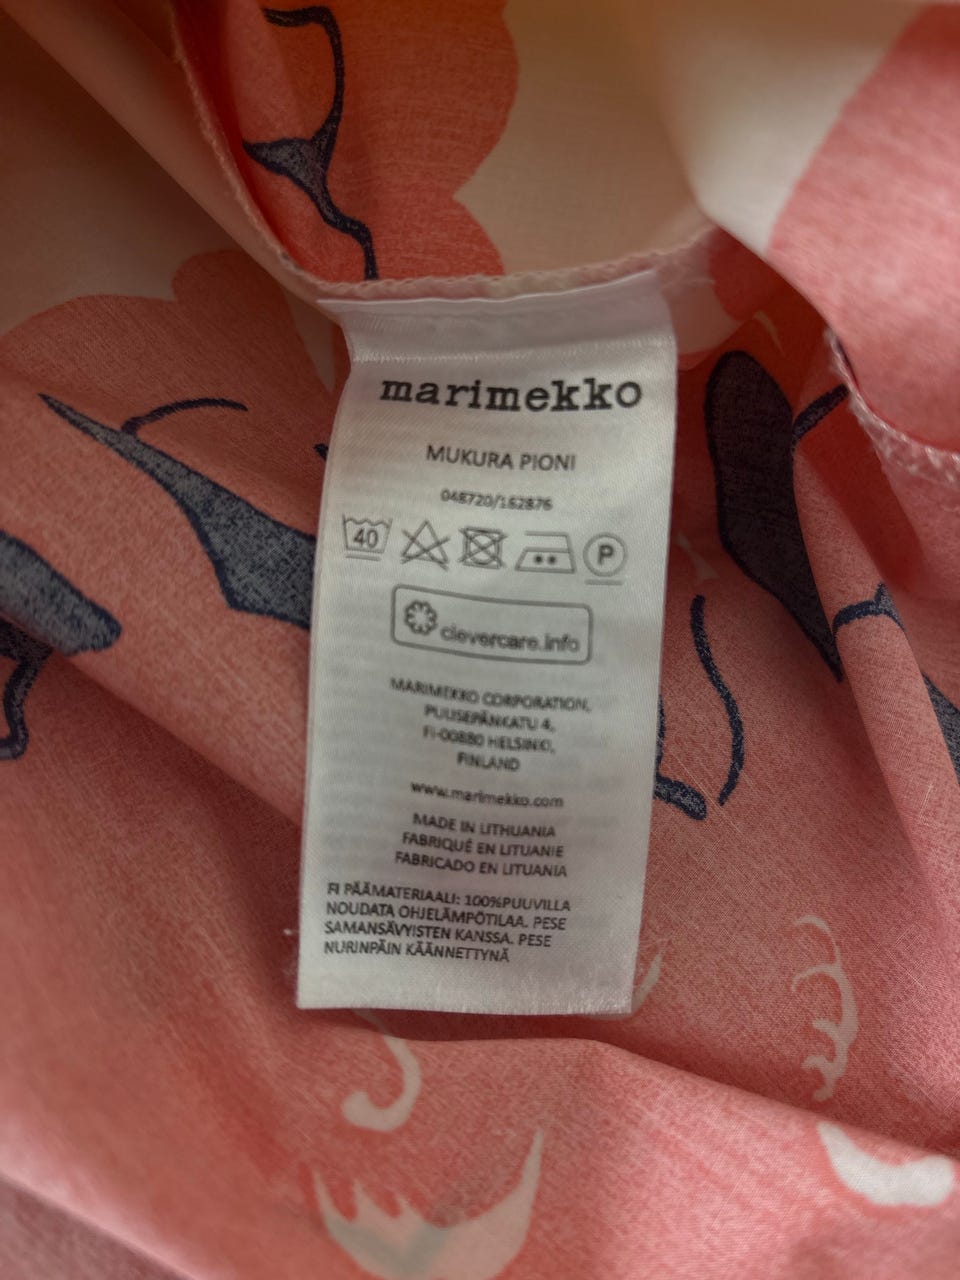 marimekko
MUKURA PIONI
048720/162876
40
P
clevercare.info
MARIMEKKO CORPORATION,
PUUSEPÄNKATU 4,
FI-00880 HELSINKI,
FINLAND
www.marimekko.com
MADE IN LITHUANIA
FABRIQUÉ EN LITUANIE
FABRICADO EN LITUANIA
FI PÄÄMATERIAALI: 100%PUUVILLA
NOUDATA OHJELÄMPÖTILAA. PESE
SAMANSÄVYISTEN KANSSA. PESE
NURINPÄIN KÄÄNNETTYNÄ